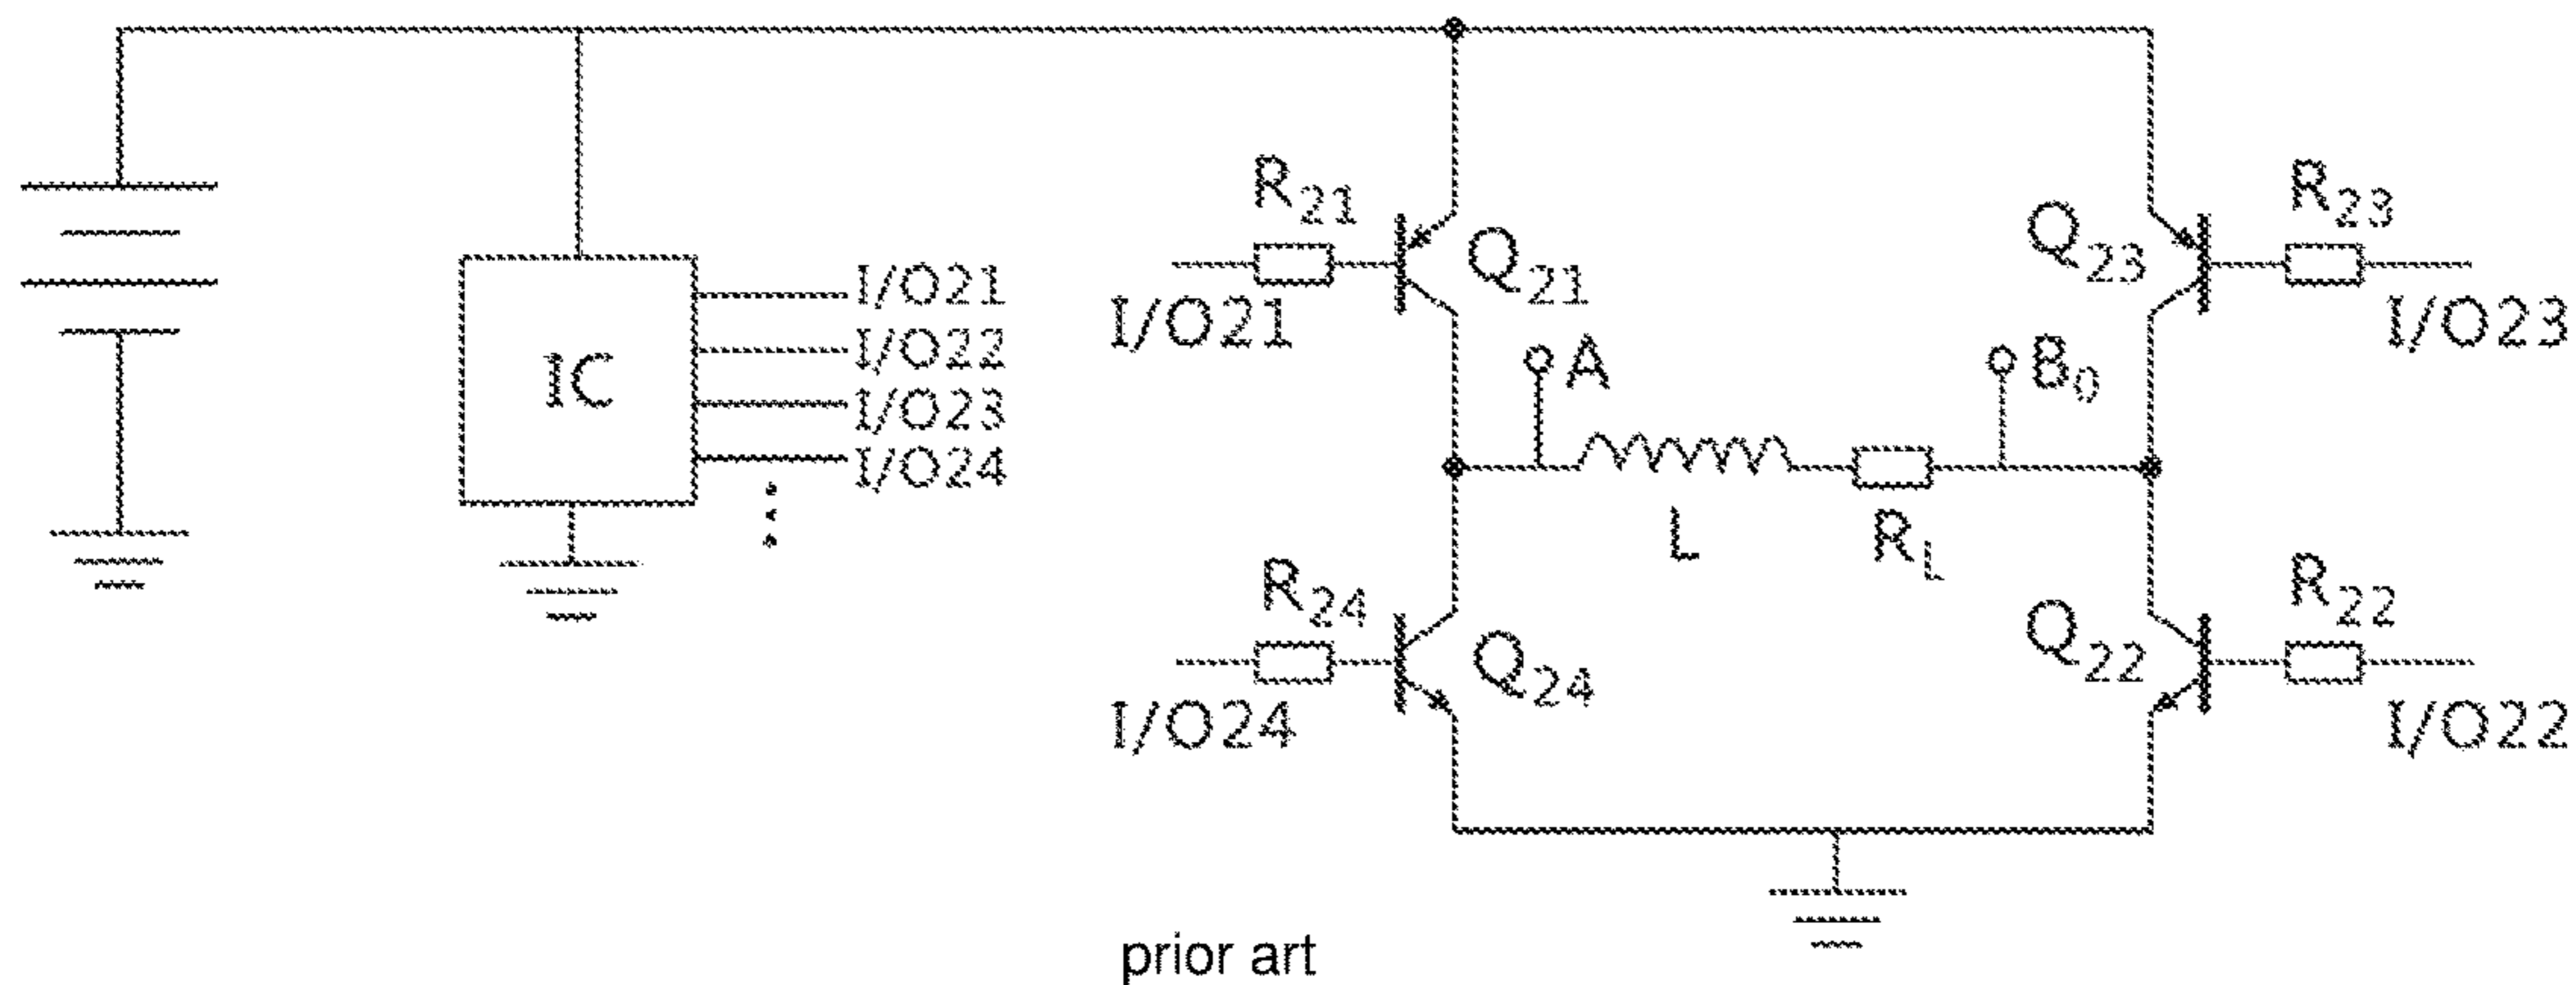 R21
Q21
I/O21
Q23
R23
I/O23
IC
I/O21
I/O22
I/O23
I/O24
A
B0
L
RL
R24
Q24
I/O24
Q22
R22
I/O22
prior art